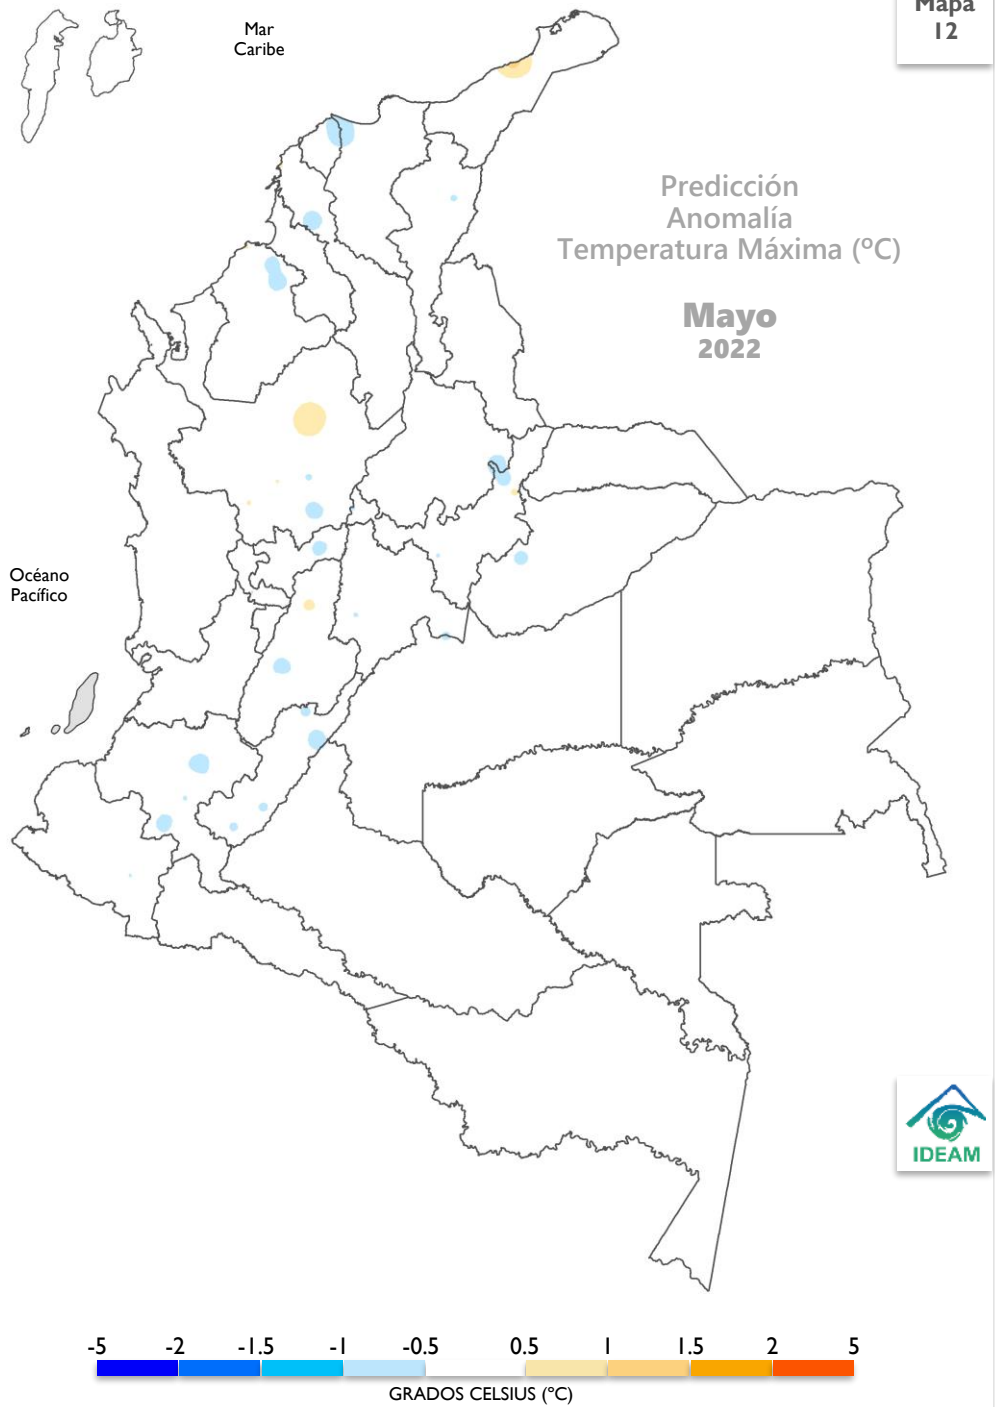 Mapa
12
Mar
Caribe
Predicción
Anomalía
Temperatura Máxima (ºC)
Mayo
2022
Océano
Pacífico
IDEAM
-5 -2 -1.5 -1 -0.5 0.5 1 1.5 2 5
GRADOS CELSIUS (ºC)